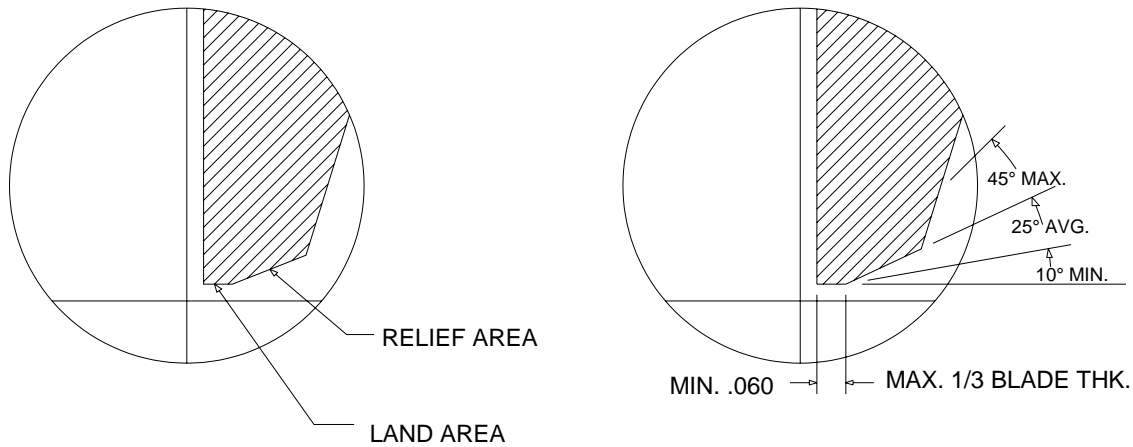 RELIEF AREA
LAND AREA
45° MAX.
25° AVG.
10° MIN.
MIN. .060
MAX. 1/3 BLADE THK.